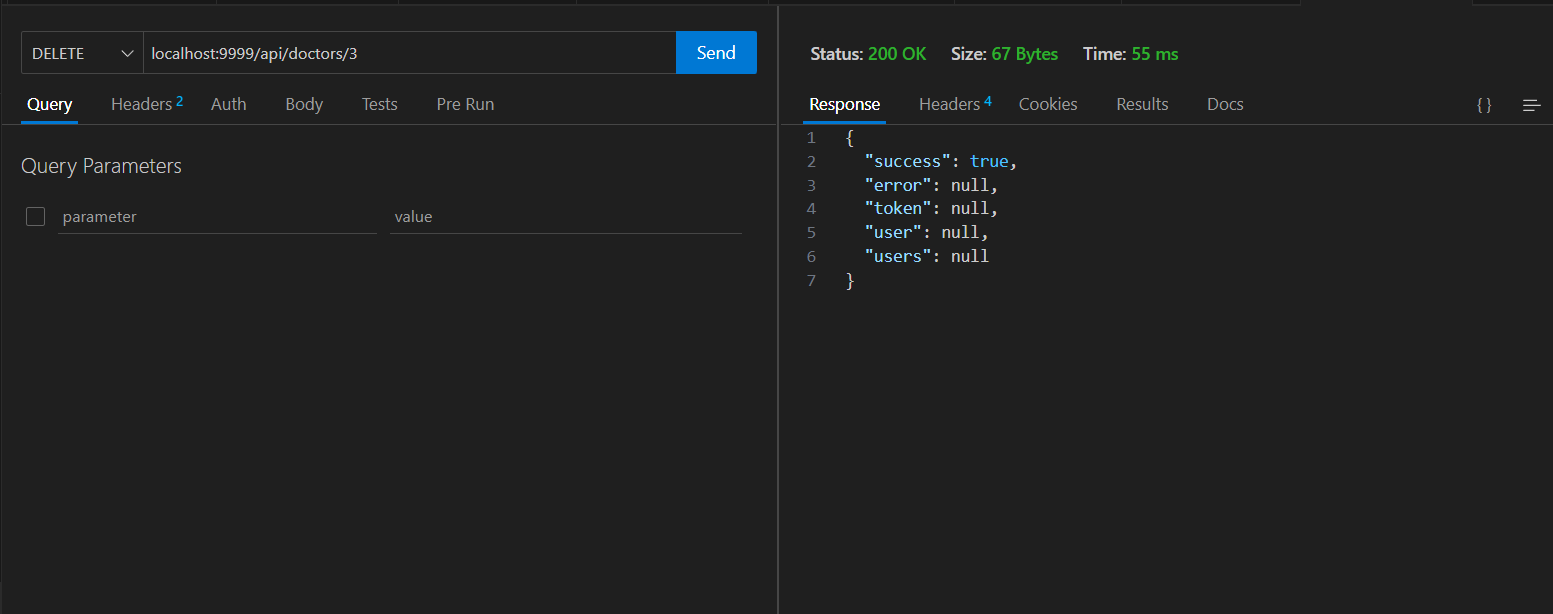 DELETE localhost:9999/api/doctors/3 Send
Query Headers 2 Auth Body Tests Pre Run
Query Parameters
parameter value
Status: 200 OK Size: 67 Bytes Time: 55 ms
Response Headers 4 Cookies Results Docs { }
1 {
2 "success": true,
3 "error": null,
4 "token": null,
5 "user": null,
6 "users": null
7 }